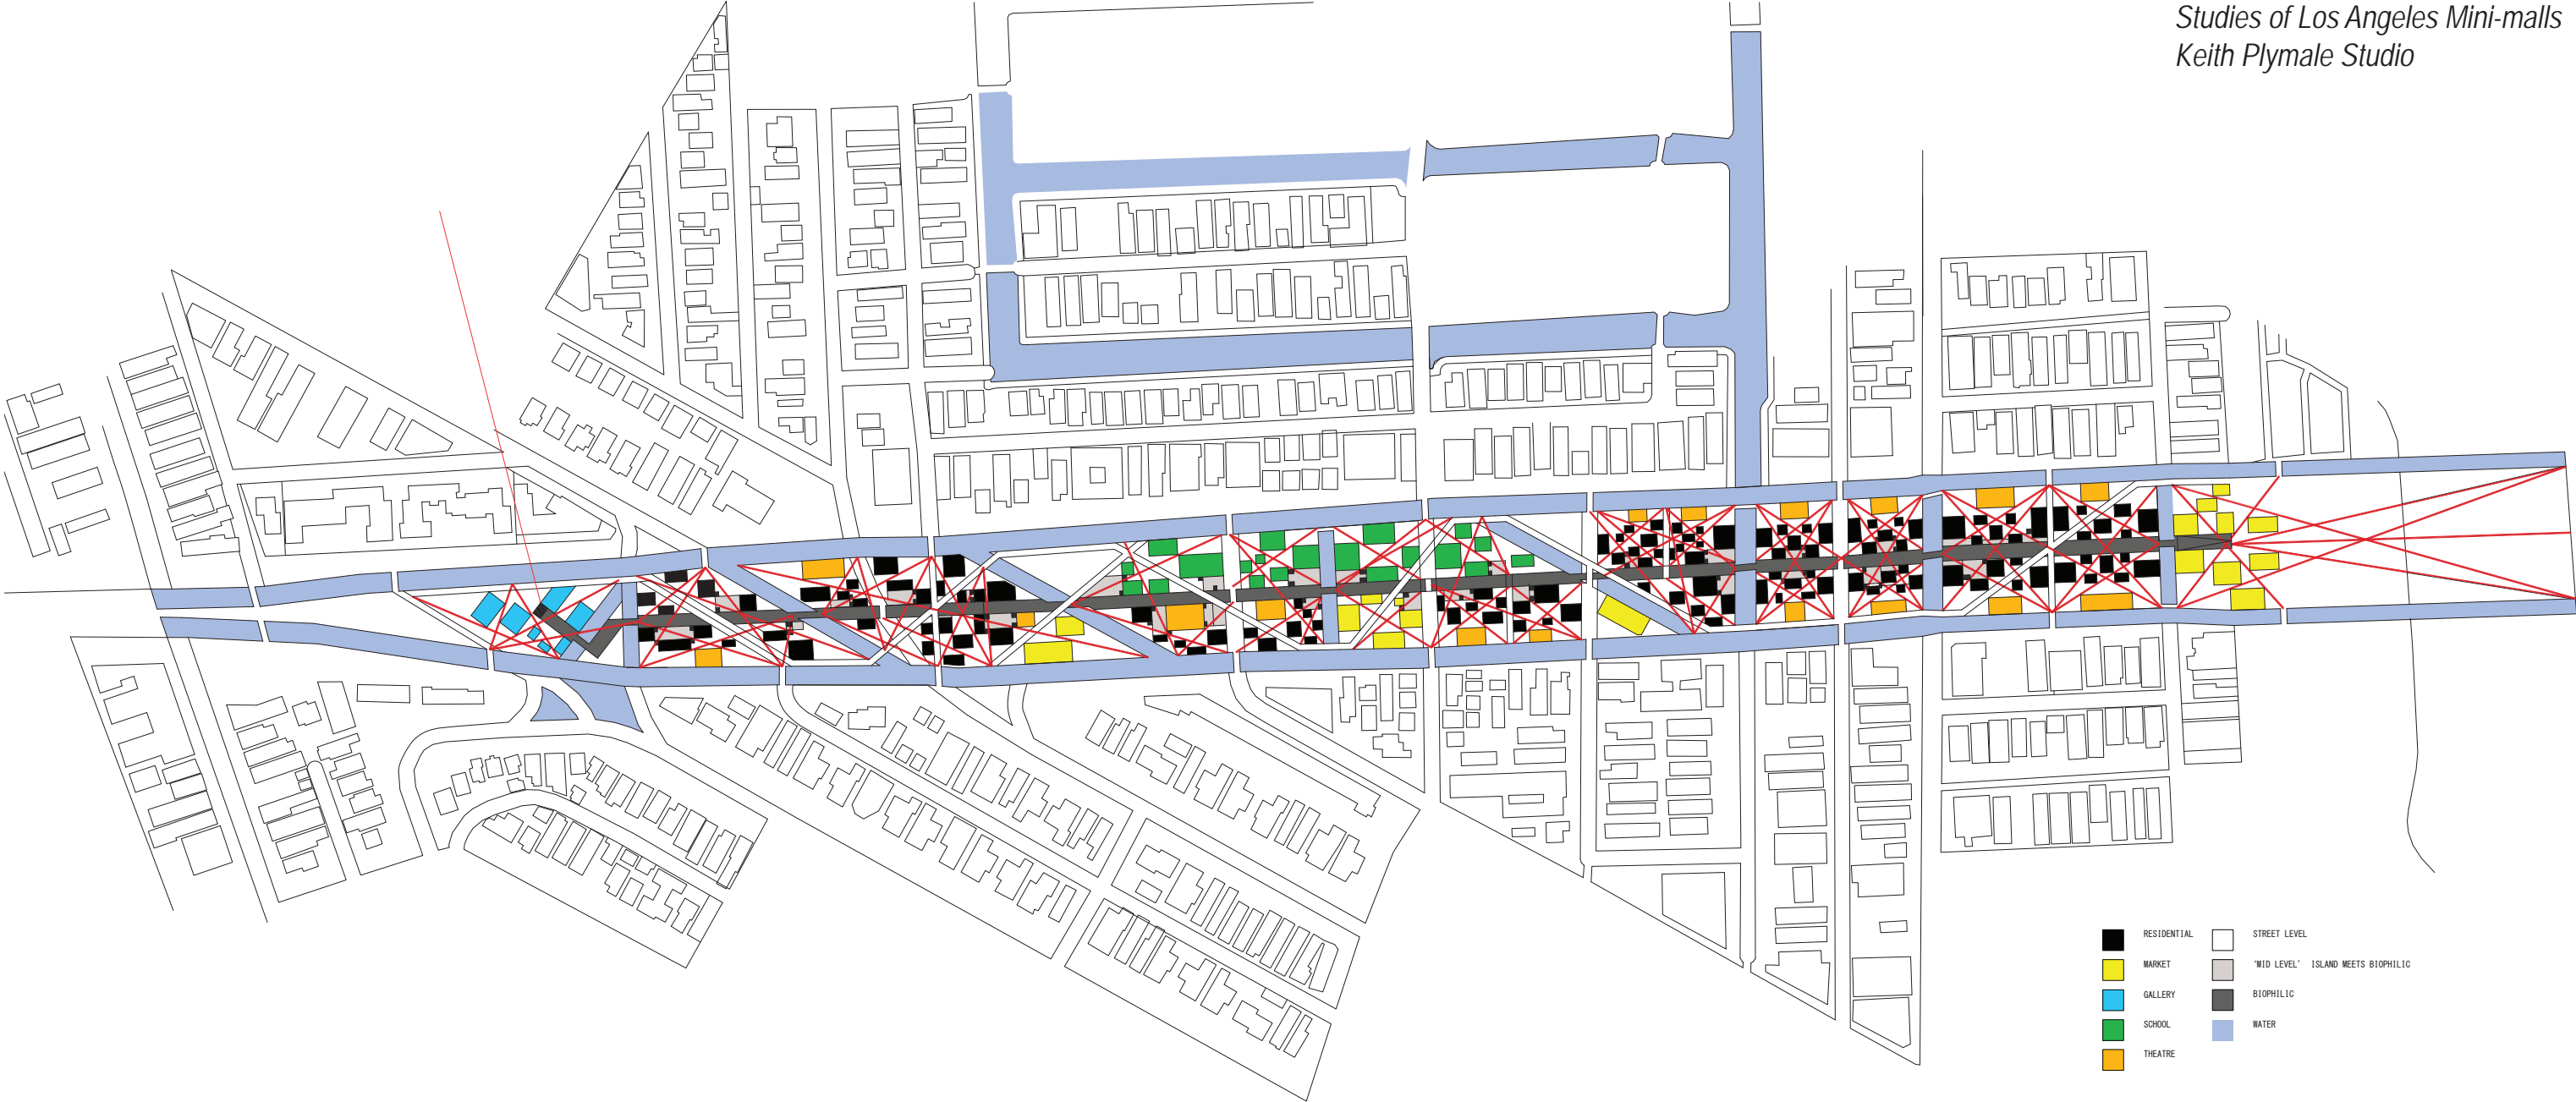 Studies of Los Angeles Mini-malls
Keith Plymale Studio
RESIDENTIAL
STREET LEVEL
MARKET
'MID LEVEL' ISLAND MEETS BIOPHILIC
GALLERY
BIOPHILIC
SCHOOL
WATER
THEATRE